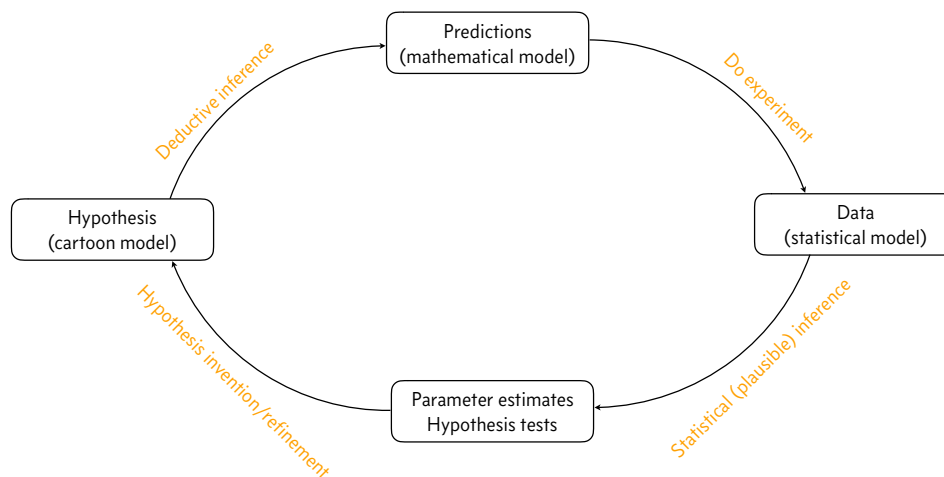 Predictions
(mathematical model)
Deductive inference
Do experiment
Hypothesis
(cartoon model)
Data
(statistical model)
Hypothesis invention/refinement
Statistical (plausible) inference
Parameter estimates
Hypothesis tests